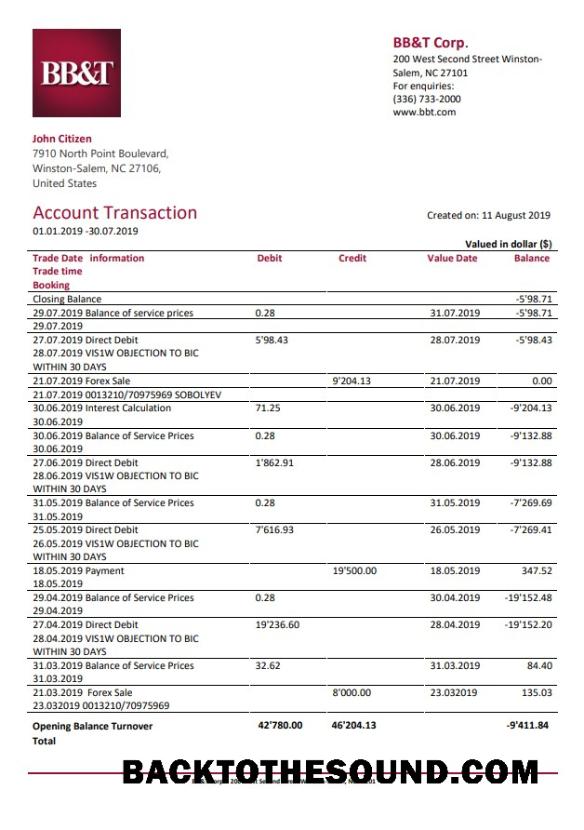 BB&T
BB&T Corp.
200 West Second Street Winston-
Salem, NC 27101
For enquiries:
(336) 733-2000
www.bbt.com
John Citizen
7910 North Point Boulevard,
Winston-Salem, NC 27106,
United States
Account Transaction
Created on: 11 August 2019
01.01.2019 -30.07.2019
Valued in dollar ($)
Trade Date information Debit Credit Value Date Balance
Trade time
Booking
Closing Balance -5'98.71
29.07.2019 Balance of service prices 0.28 31.07.2019 -5'98.71
29.07.2019
27.07.2019 Direct Debit 5'98.43 28.07.2019 -5'98.43
28.07.2019 VIS1W OBJECTION TO BIC
WITHIN 30 DAYS
21.07.2019 Forex Sale 9'204.13 21.07.2019 0.00
21.07.2019 0013210/70975969 SOBOLYEV
30.06.2019 Interest Calculation 71.25 30.06.2019 -9'204.13
30.06.2019
30.06.2019 Balance of Service Prices 0.28 30.06.2019 -9'132.88
30.06.2019
27.06.2019 Direct Debit 1'862.91 28.06.2019 -9'132.88
28.06.2019 VIS1W OBJECTION TO BIC
WITHIN 30 DAYS
31.05.2019 Balance of Service Prices 0.28 31.05.2019 -7'269.69
31.05.2019
25.05.2019 Direct Debit 7'616.93 26.05.2019 -7'269.41
26.05.2019 VIS1W OBJECTION TO BIC
WITHIN 30 DAYS
18.05.2019 Payment 19'500.00 18.05.2019 347.52
18.05.2019
29.04.2019 Balance of Service Prices 0.28 30.04.2019 -19'152.48
29.04.2019
27.04.2019 Direct Debit 19'236.60 28.04.2019 -19'152.20
28.04.2019 VIS1W OBJECTION TO BIC
WITHIN 30 DAYS
31.03.2019 Balance of Service Prices 32.62 31.03.2019 84.40
31.03.2019
21.03.2019 Forex Sale 8'000.00 23.032019 135.03
23.032019 0013210/70975969
Opening Balance Turnover 42'780.00 46'204.13 -9'411.84
Total
BACKTOTHESOUND.COM